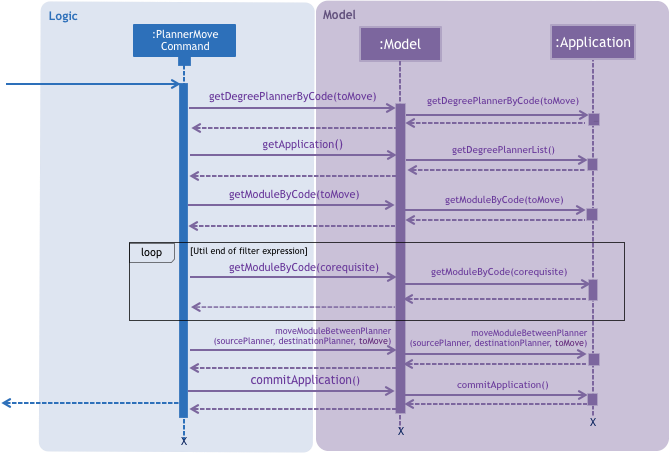 Logic
Model
:PlannerMove
Command
:Model
:Application
getDegreePlannerByCode(toMove)
getDegreePlannerByCode(toMove)
getApplication()
getDegreePlannerList()
getModuleByCode(toMove)
getModuleByCode(toMove)
loop
[Util end of filter expression]
getModuleByCode(corequisite)
getModuleByCode(corequisite)
moveModuleBetweenPlanner
(sourcePlanner, destinationPlanner, toMove)
moveModuleBetweenPlanner
(sourcePlanner, destinationPlanner, toMove)
commitApplication()
commitApplication()
X
X
X